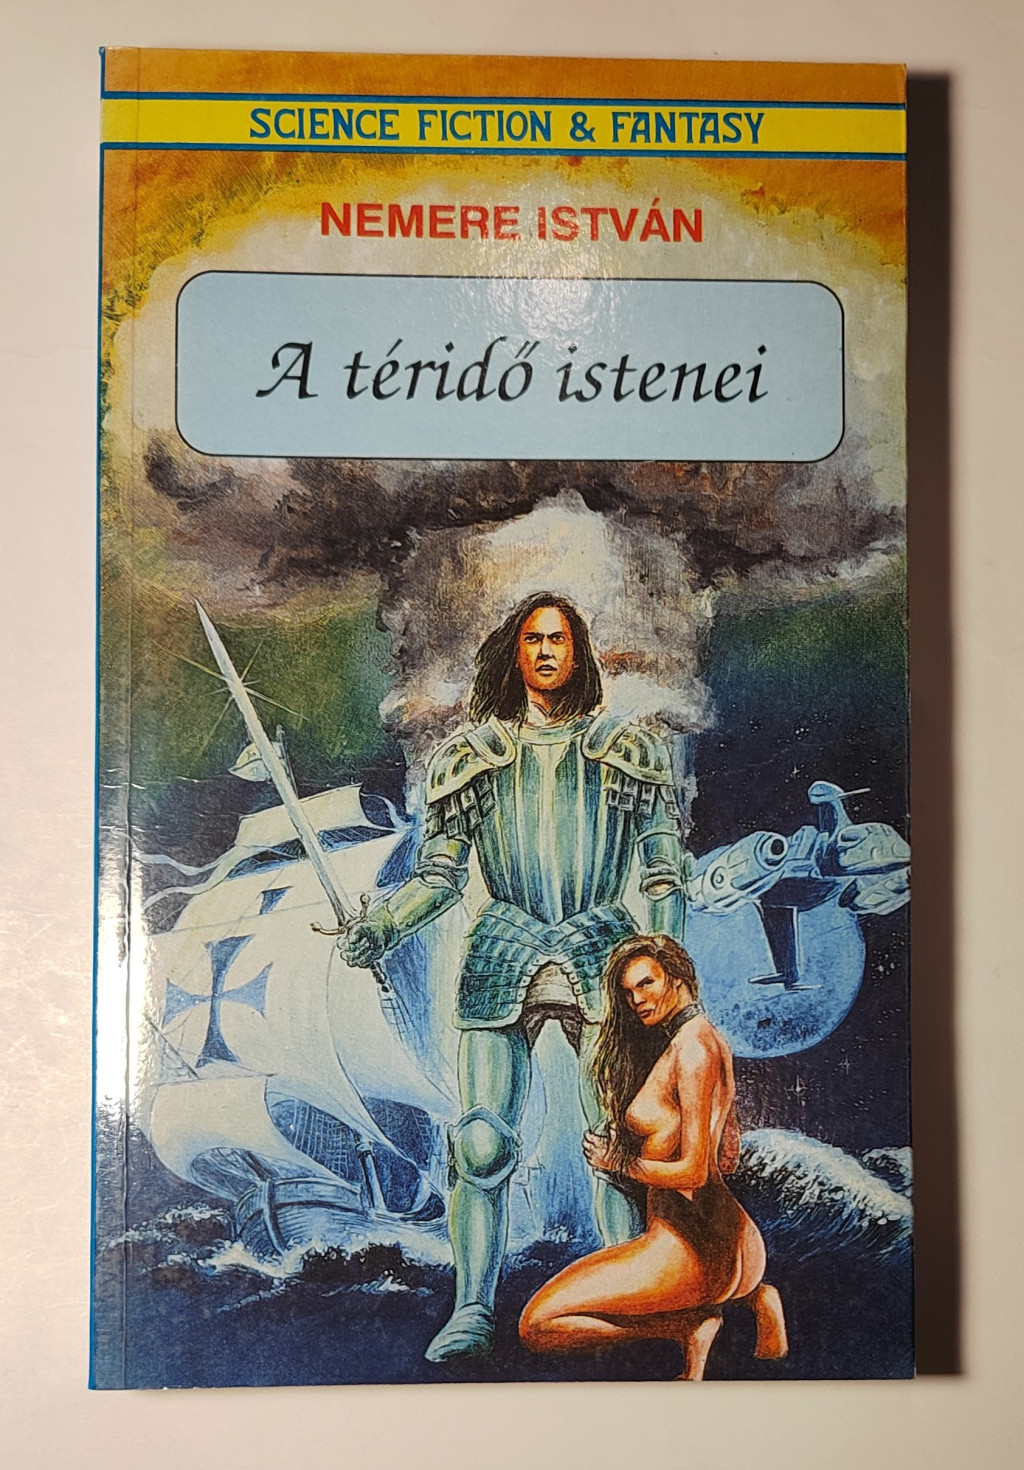 SCIENCE FICTION & FANTASY
NEMERE ISTVÁN
A téridő istenei